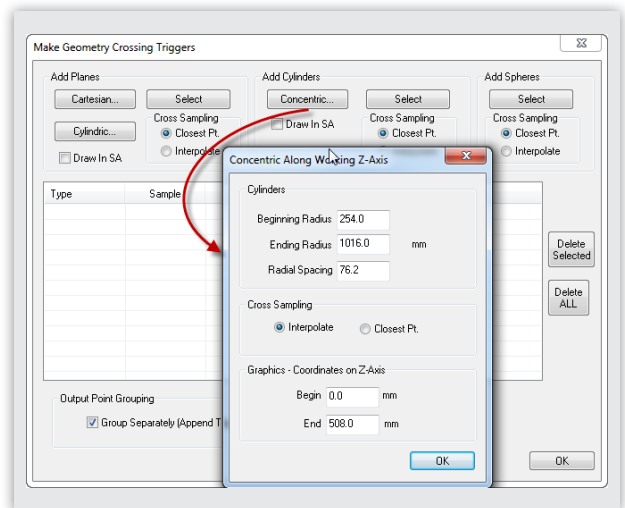 Make Geometry Crossing Triggers
Add Planes
Add Cylinders
Add Spheres
Cartesian...
Select
Concentric...
Select
Select
Cross Sampling
Draw In SA
Cross Sampling
Cross Sampling
Cylindric...
Closest Pt.
Closest Pt.
Closest Pt.
Draw In SA
Interpolate
Interpolate
Concentric Along Working Z-Axis
Type
Sample
Cylinders
Beginning Radius 254.0
Ending Radius 1016.0 mm
Radial Spacing 76.2
Delete Selected
Delete ALL
Cross Sampling
Interpolate
Closest Pt.
Graphics - Coordinates on Z-Axis
Begin 0.0 mm
End 508.0 mm
Output Point Grouping
Group Separately (Append T
OK
OK